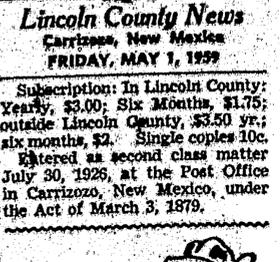 Lincoln County News
Carrizozo, New Mexico
FRIDAY, MAY 1, 1959
Subscription: In Lincoln County:
Yearly, $3.00; Six Months, $1.75;
outside Lincoln County, $3.50 yr.;
six months, $2. Single copies 10c.
Entered as second class matter
July 30, 1926, at the Post Office
in Carrizozo, New Mexico, under
the Act of March 3, 1879.